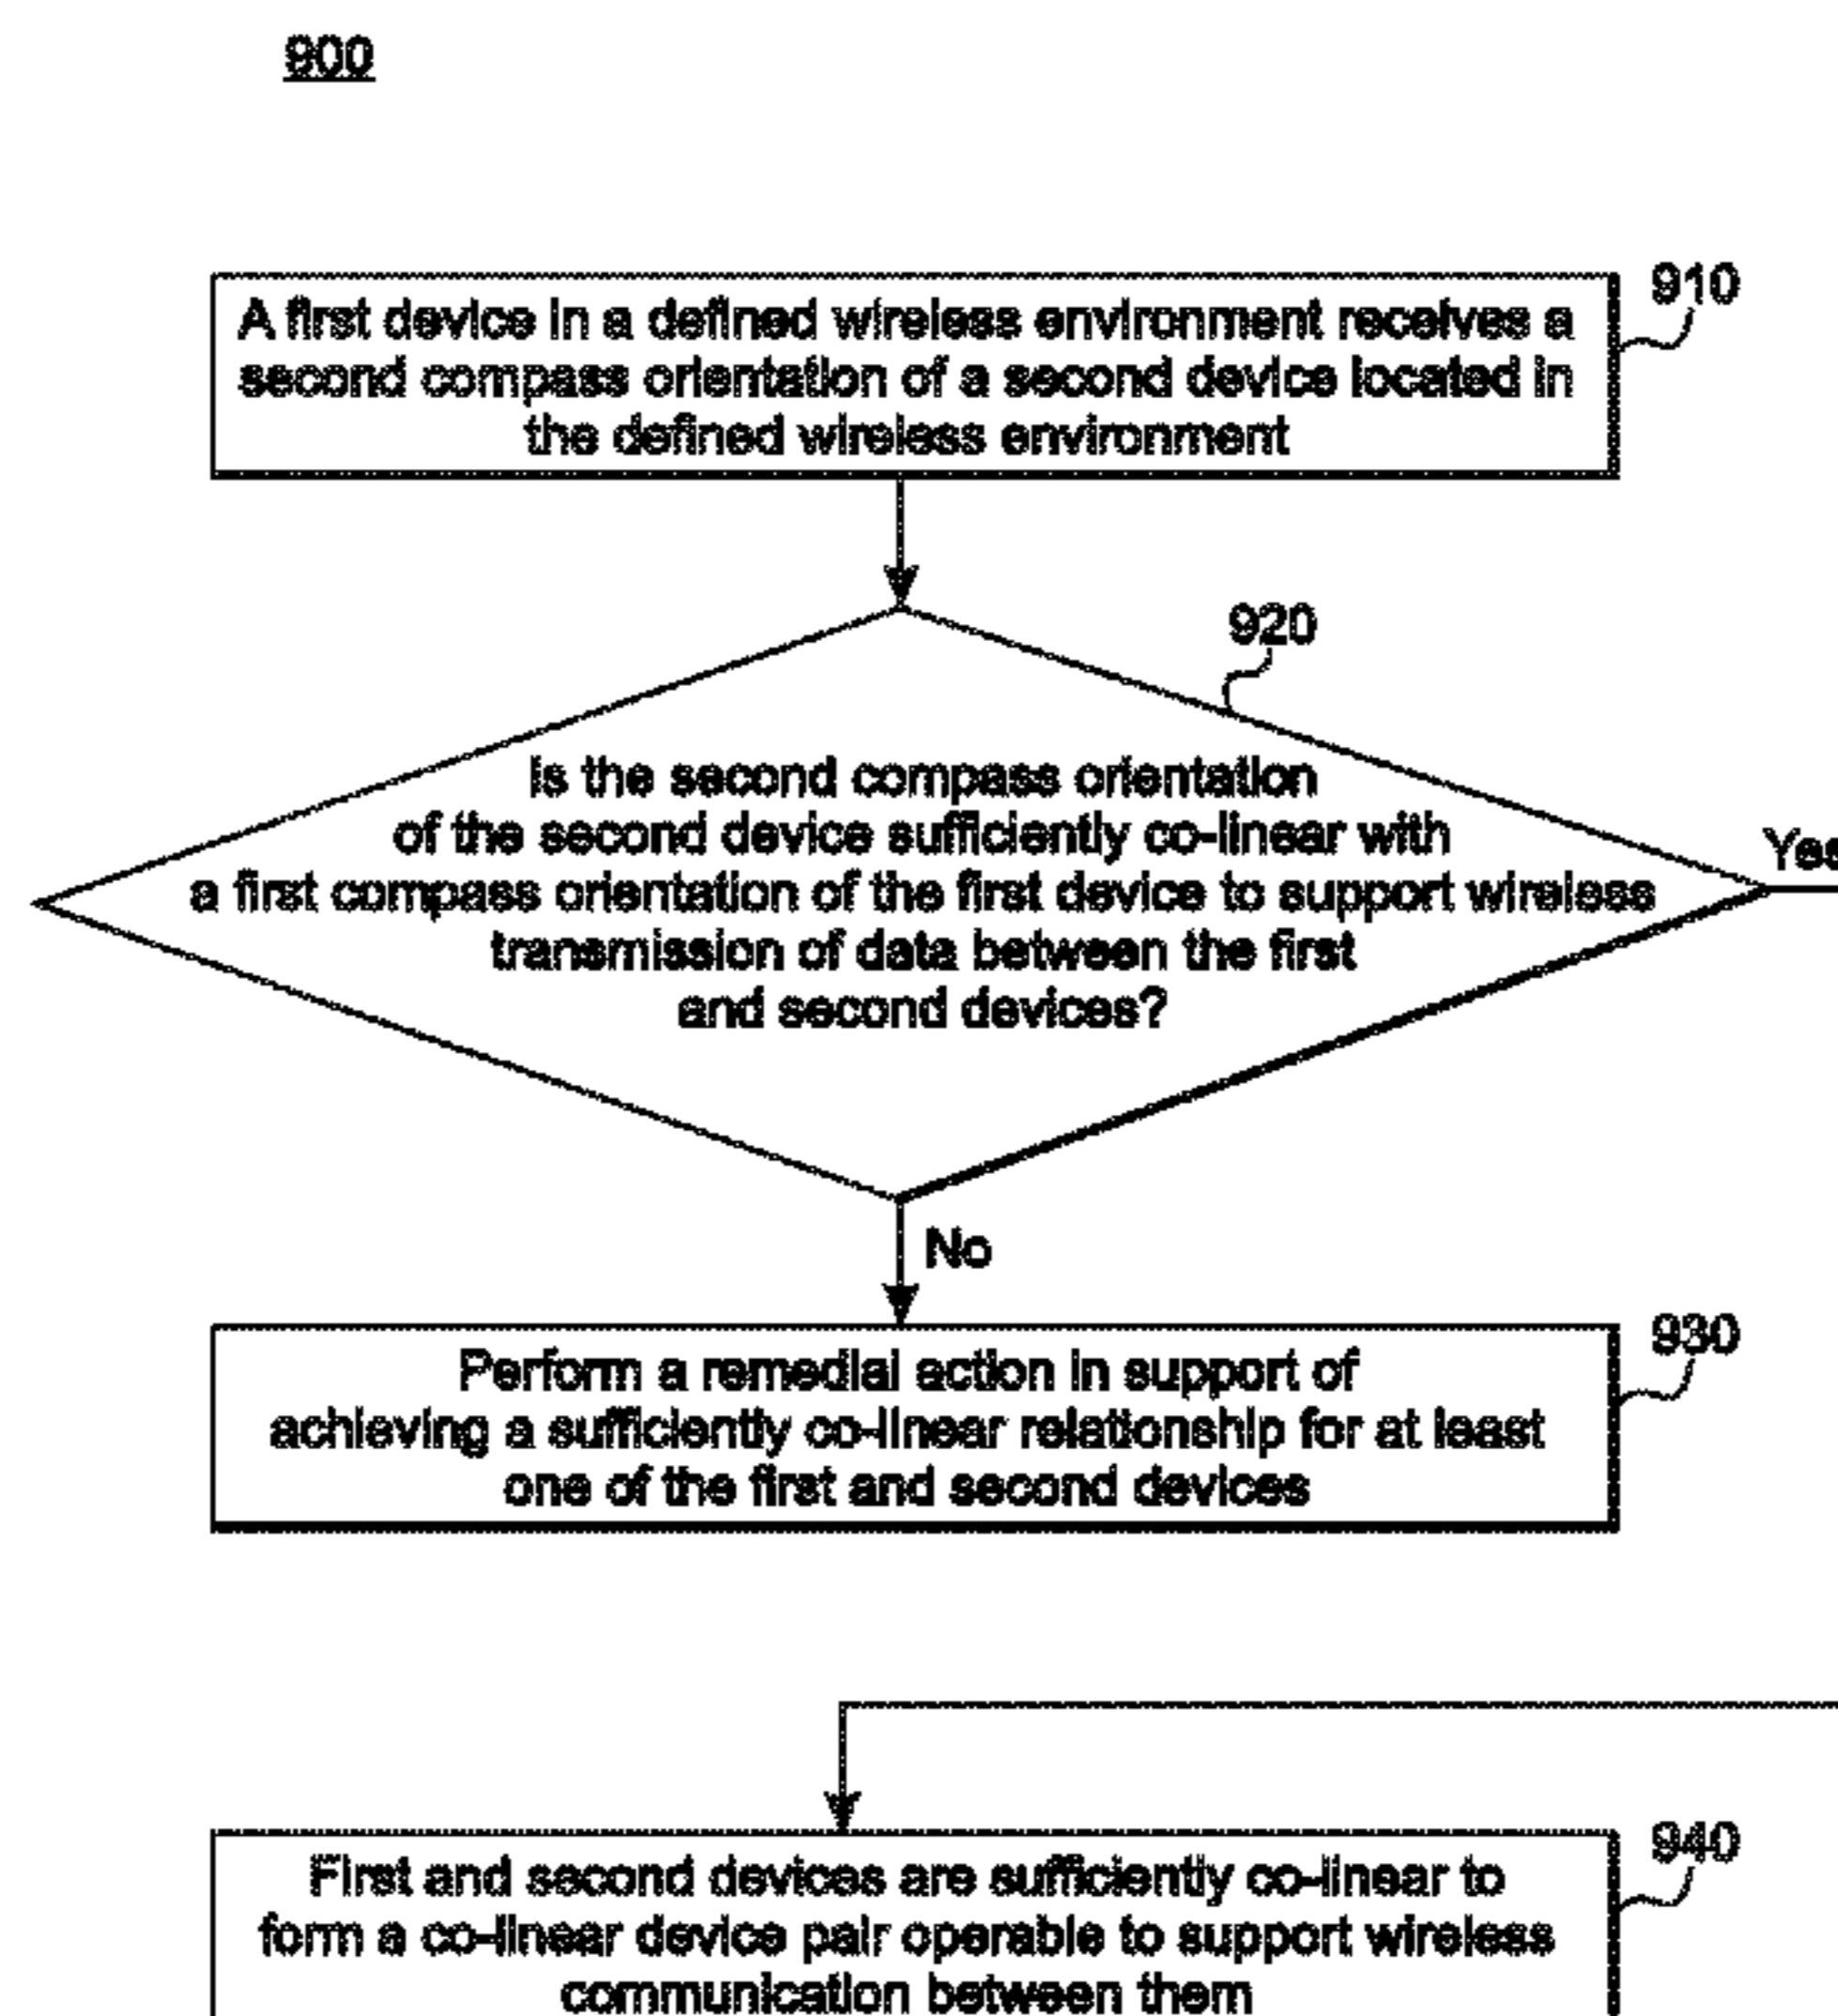 900
910
A first device in a defined wireless environment receives a
second compass orientation of a second device located in
the defined wireless environment
920
Is the second compass orientation
of the second device sufficiently co-linear with
a first compass orientation of the first device to support wireless
transmission of data between the first
and second devices?
Yes
No
930
Perform a remedial action in support of
achieving a sufficiently co-linear relationship for at least
one of the first and second devices
940
First and second devices are sufficiently co-linear to
form a co-linear device pair operable to support wireless
communication between them